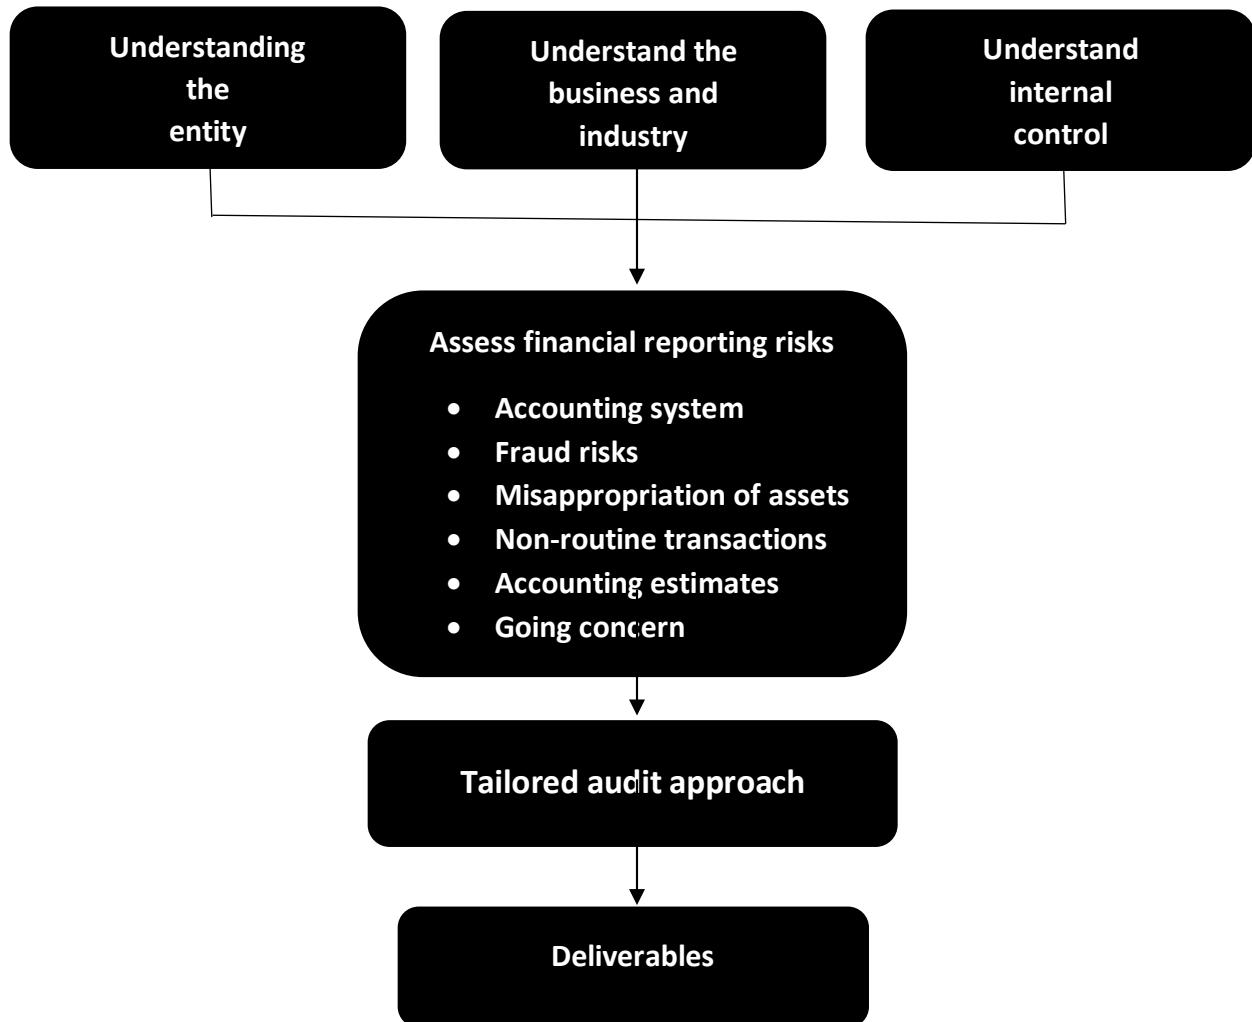 Understanding
the
entity
Understand the
business and
industry
Understand
internal
control
Assess financial reporting risks
• Accounting system
• Fraud risks
• Misappropriation of assets
• Non-routine transactions
• Accounting estimates
• Going concern
Tailored audit approach
Deliverables